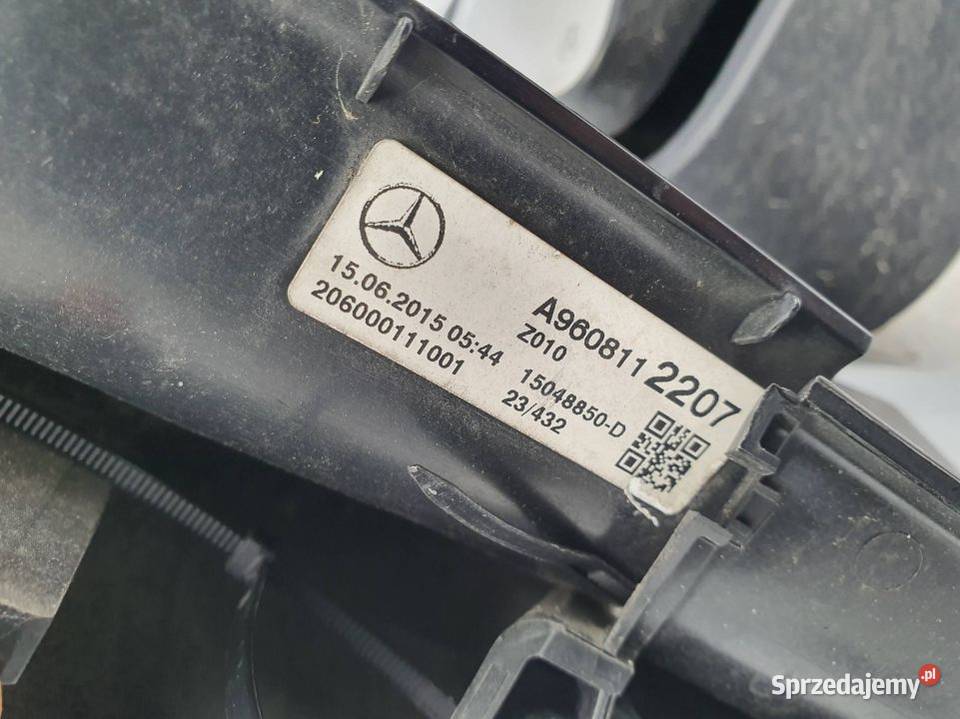 15.06.2015 05:44
206000111001
A960811 2207
Z010
15048850-D
23/432
Sprzedajemy.pl